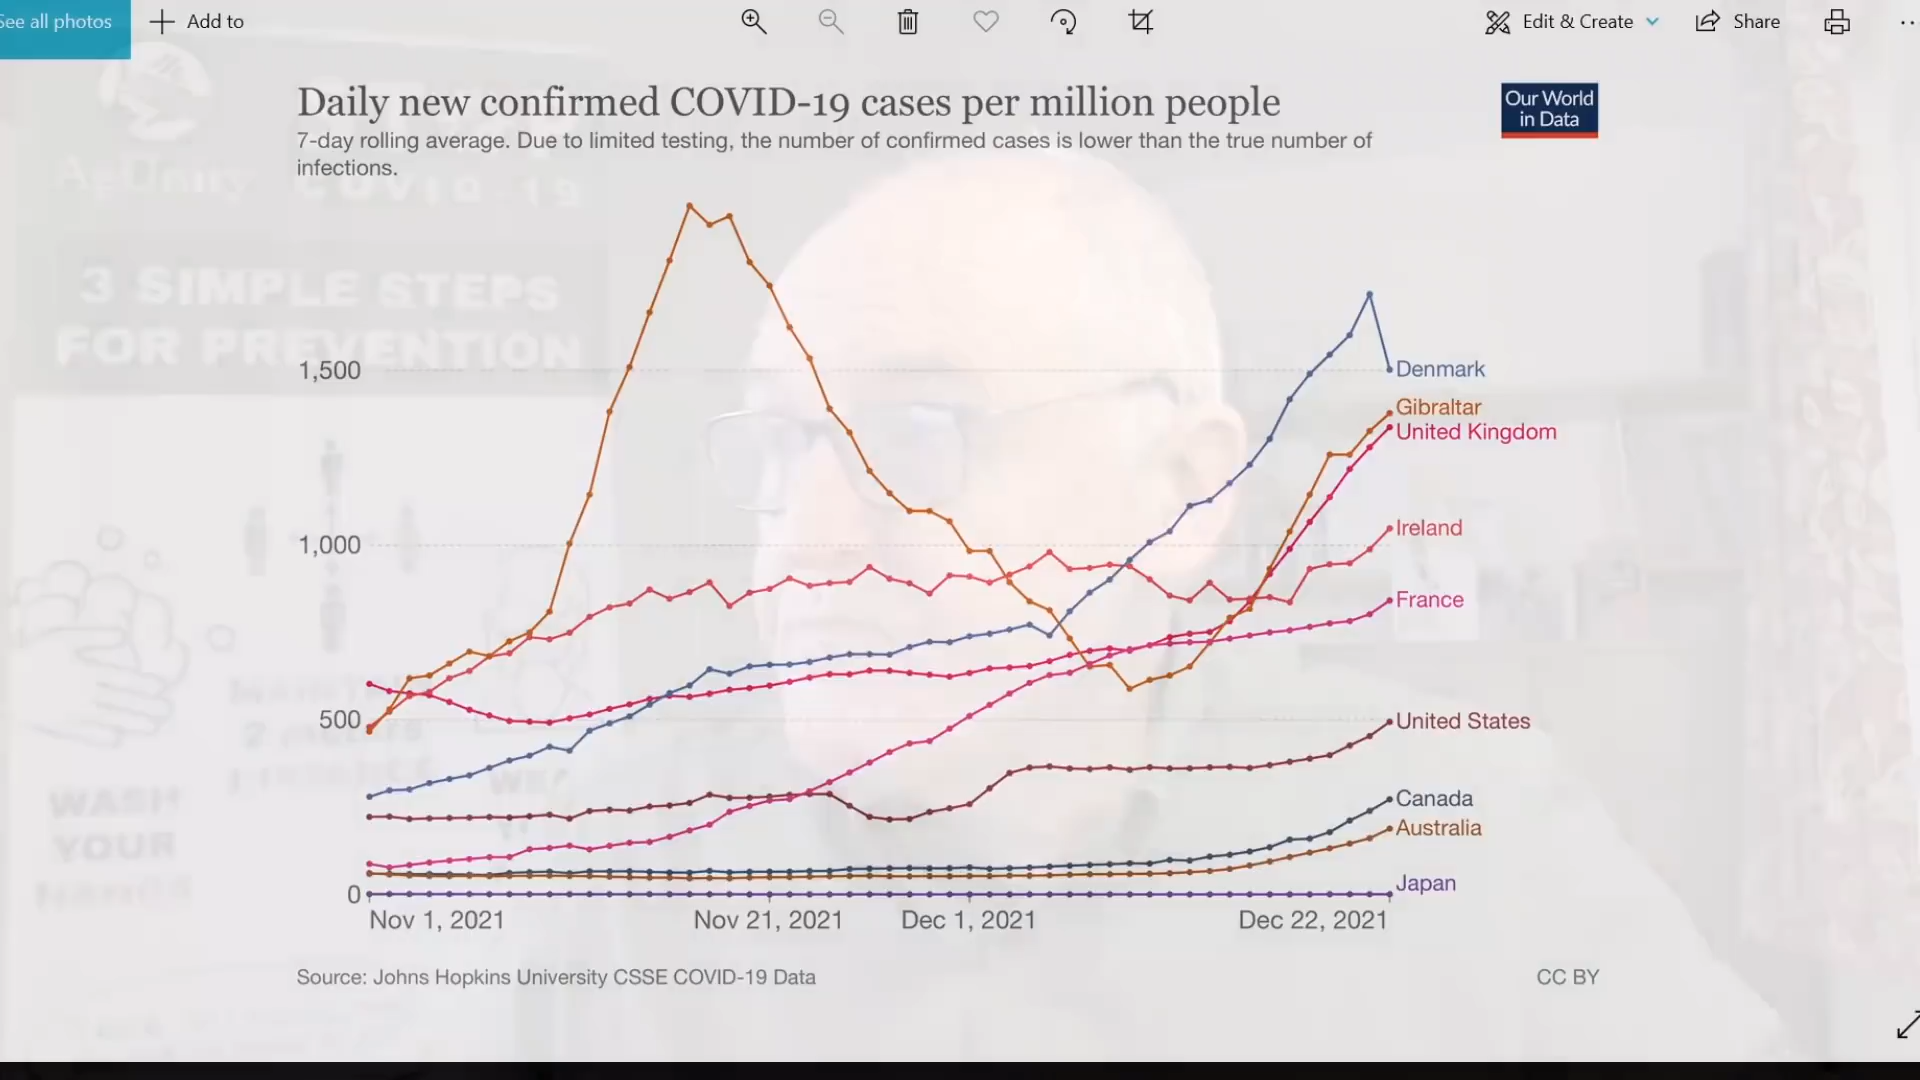 See all photos
Add to
Edit & Create
Share
Daily new confirmed COVID-19 cases per million people
Our World
in Data
7-day rolling average. Due to limited testing, the number of confirmed cases is lower than the true number of
infections.
COVID-19
3 SIMPLE STEPS
FOR PREVENTION
1,500
1,000
500
0
Denmark
Gibraltar
United Kingdom
Ireland
France
United States
Canada
Australia
Japan
WASH
YOUR
Nov 1, 2021
Nov 21, 2021
Dec 1, 2021
Dec 22, 2021
Source: Johns Hopkins University CSSE COVID-19 Data
CC BY